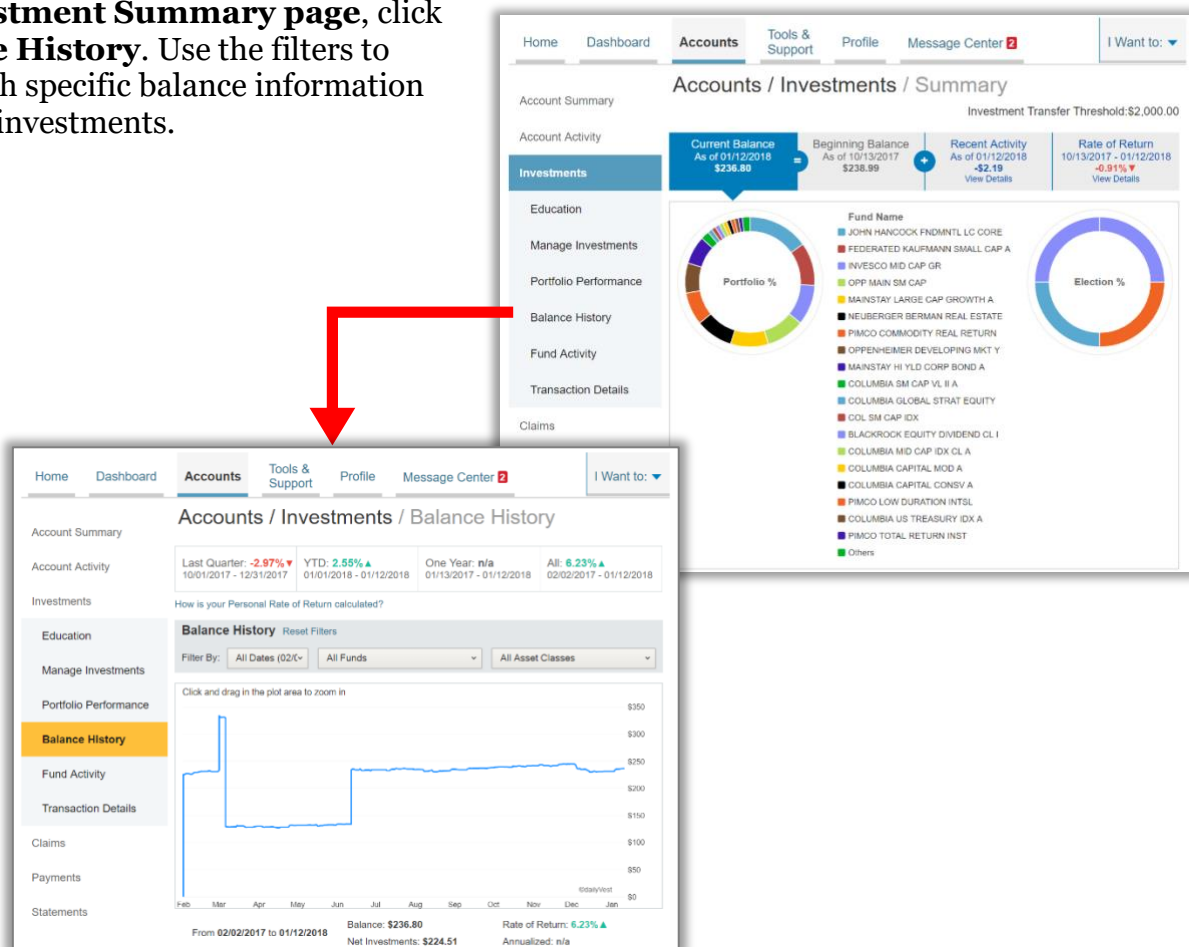 stment Summary page, click
e History. Use the filters to
h specific balance information
investments.
Home Dashboard Accounts Tools & Support Profile Message Center 2 I Want to:
Accounts / Investments / Summary
Investment Transfer Threshold:$2,000.00
Account Summary
Account Activity
Investments
Education
Manage Investments
Portfolio Performance
Balance History
Fund Activity
Transaction Details
Claims
Current Balance
As of 01/12/2018
$236.80
=
Beginning Balance
As of 10/13/2017
$238.99
+
Recent Activity
As of 01/12/2018
-$2.19
View Details
Rate of Return
10/13/2017 - 01/12/2018
-0.91%▼
View Details
Portfolio %
Fund Name
JOHN HANCOCK FNDMNTL LC CORE
FEDERATED KAUFMANN SMALL CAP A
INVESCO MID CAP GR
OPP MAIN SM CAP
MAINSTAY LARGE CAP GROWTH A
NEUBERGER BERMAN REAL ESTATE
PIMCO COMMODITY REAL RETURN
OPPENHEIMER DEVELOPING MKT Y
MAINSTAY HI YLD CORP BOND A
COLUMBIA SM CAP VL II A
COLUMBIA GLOBAL STRAT EQUITY
COL SM CAP IDX
BLACKROCK EQUITY DIVIDEND CL I
COLUMBIA MID CAP IDX CL A
COLUMBIA CAPITAL MOD A
COLUMBIA CAPITAL CONSV A
PIMCO LOW DURATION INTSL
COLUMBIA US TREASURY IDX A
PIMCO TOTAL RETURN INST
Others
Election %
Home Dashboard Accounts Tools & Support Profile Message Center 2 I Want to:
Accounts / Investments / Balance History
Account Summary
Account Activity
Investments
Education
Manage Investments
Portfolio Performance
Balance History
Fund Activity
Transaction Details
Claims
Payments
Statements
Last Quarter: -2.97%▼
10/01/2017 - 12/31/2017
YTD: 2.55%▲
01/01/2018 - 01/12/2018
One Year: n/a
01/13/2017 - 01/12/2018
All: 6.23%▲
02/02/2017 - 01/12/2018
How is your Personal Rate of Return calculated?
Balance History Reset Filters
Filter By: All Dates (02/0 All Funds All Asset Classes
Click and drag in the plot area to zoom in
$350
$300
$250
$200
$150
$100
$50
$0
©dailyVest
Feb Mar Apr May Jun Jul Aug Sep Oct Nov Dec Jan
From 02/02/2017 to 01/12/2018
Balance: $236.80
Net Investments: $224.51
Rate of Return: 6.23%▲
Annualized: n/a